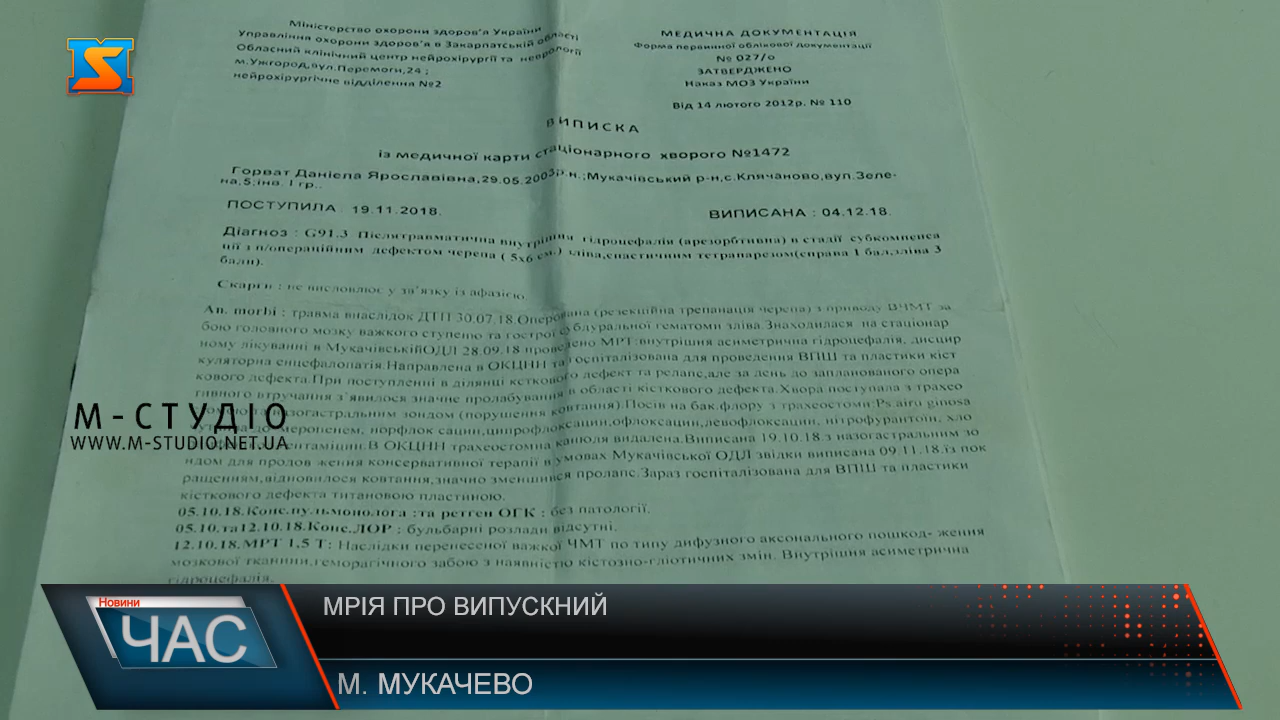 Міністерство охорони здоров'я України
Управління охорони здоров'я в Закарпатській області
Обласний клінічний центр нейрохірургії та неврології
м.Ужгород,вул.Перемоги,24 ;
нейрохірургічне відділення №2
МЕДИЧНА ДОКУМЕНТАЦІЯ
Форма первинної облікової документації
№ 027/о
ЗАТВЕРДЖЕНО
Наказ МОЗ України
Від 14 лютого 2012р. № 110
ВИПИСКА
із медичної карти стаціонарного хворого №1472
Горват Даніела Ярославівна,29.05.2003р.н.;Мукачівський р-н,с.Клячаново,вул.Зеле-
на,5;інв. І гр..
ПОСТУПИЛА : 19.11.2018.
ВИПИСАНА : 04.12.18.
Діагноз : G91.3 Післятравматична внутрішня гідроцефалія (арезорбтивна) в стадії субкомпенса
ції з п/операційним дефектом черепа ( 5х6 см.) зліва,спастичним тетрапарезом(справа 1 бал,зліва 3
бали).
Скарги : не висловлює у зв'язку із афазією.
An. morbi : травма внаслідок ДТП 30.07.18.Оперована (резекційна трепанація черепа) з приводу ВЧМТ за
бою головного мозку важкого ступеню та гострої субдуральної гематоми зліва.Знаходилася на стаціонар
ному лікуванні в МукачівськійОДЛ 28.09.18 проведено МРТ:внутрішня асиметрична гідроцефалія, дисцир
куляторна енцефалопатія.Направлена в ОКЦНН та госпіталізована для проведення ВПШ та пластики кіст
кового дефекта.При поступленні в ділянці ксткового дефект та релапс,але за день до запланованого опера
тивного втручання з'явилося значне пролабування в області кісткового дефекта.Хвора поступала з трахео
назогастральним зондом (порушення ковтання).Посів на бак.флору з трахеостоми:Ps.airu ginosa
до меропенем, норфлок сацин,ципрофлоксацин,офлоксацин,левофлоксацин, нітрофурантоїн, хло
гентаміцин.В ОКЦНН трахеостомна канюля видалена.Виписана 19.10.18.з назогастральним зо
ндом для продов ження консервативної терапії в умовах Мукачівської ОДЛ звідки виписана 09.11.18.із пок
ращенням,відновилося ковтання,значно зменшився пролапс.Зараз госпіталізована для ВПШ та пластики
кісткового дефекта титановою пластиною.
05.10.18.Конс.пульмонолога :та ретген ОГК : без патології.
05.10.та12.10.18.Конс.ЛОР : бульбарні розлади відсутні.
12.10.18.МРТ 1,5 Т: Наслідки перенесеної важкої ЧМТ по типу дифузного аксонального пошкод- ження
мозкової тканини,геморагічного забою з наявністю кістозно-гліотичних змін. Внутрішня асиметрична
гідроцефалія.
М-СТУДІО
WWW.M-STUDIO.NET.UA
Новини
ЧАС
МРІЯ ПРО ВИПУСКНИЙ
М. МУКАЧЕВО